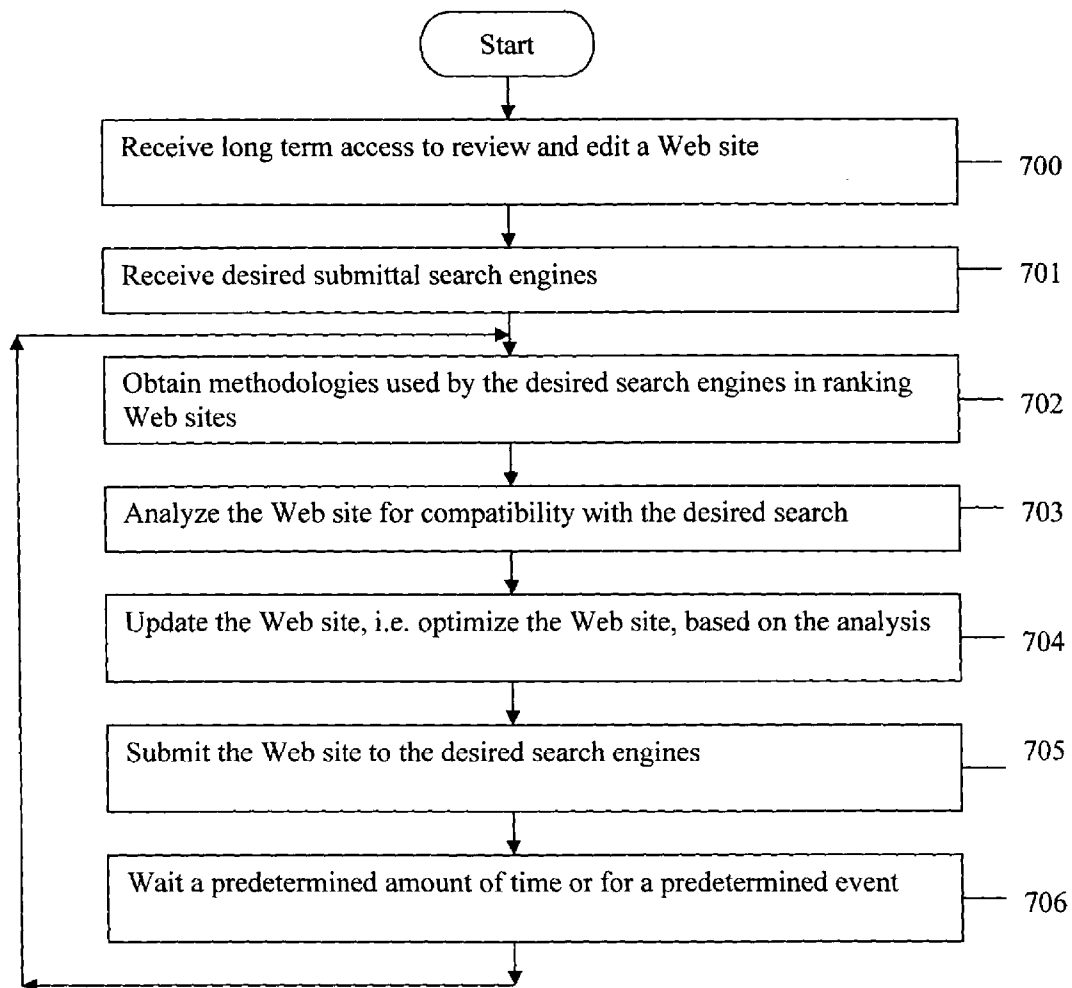 Start
Receive long term access to review and edit a Web site
700
Receive desired submittal search engines
701
Obtain methodologies used by the desired search engines in ranking
Web sites
702
Analyze the Web site for compatibility with the desired search
703
Update the Web site, i.e. optimize the Web site, based on the analysis
704
Submit the Web site to the desired search engines
705
Wait a predetermined amount of time or for a predetermined event
706